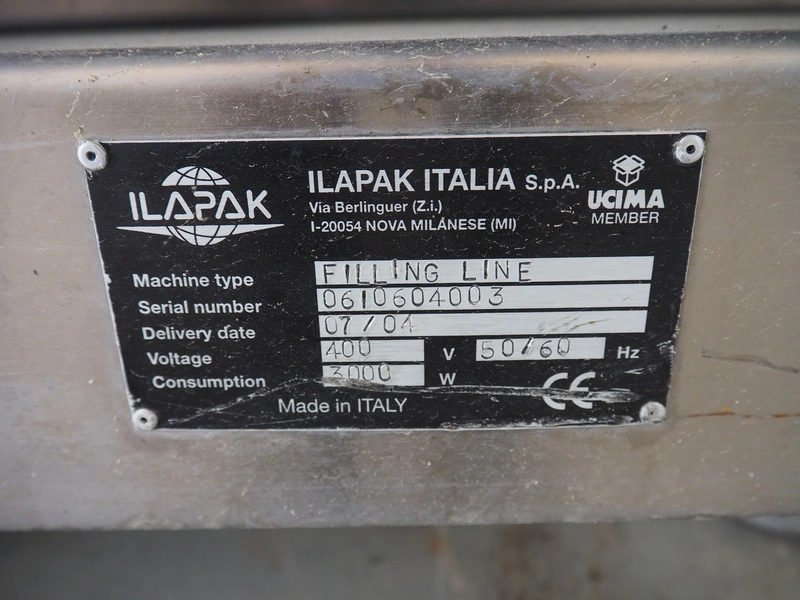 ILAPAK
ILAPAK ITALIA S.p.A.
Via Berlinguer (Z.i.)
I-20054 NOVA MILANESE (MI)
UCIMA
MEMBER
Machine type FILLING LINE
Serial number 0610604003
Delivery date 07/04
Voltage 400 V 50/60 Hz
Consumption 3000 W
Made in ITALY CE